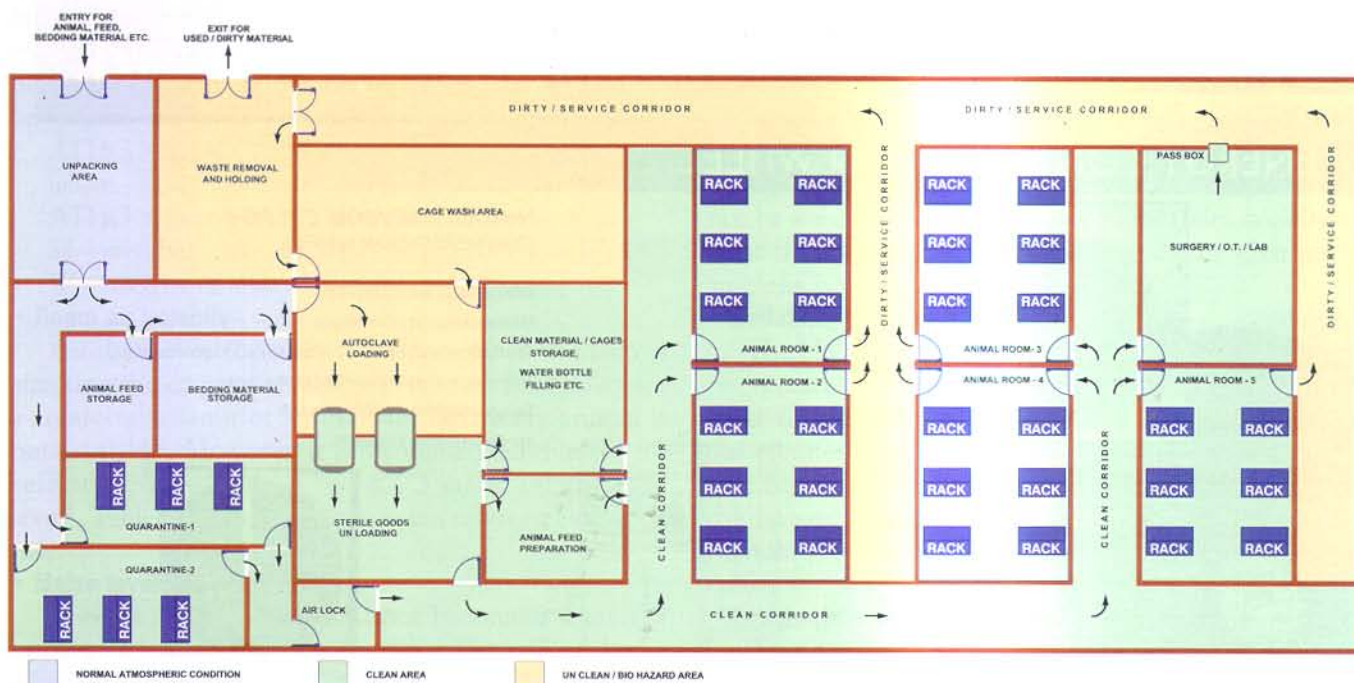 ENTRY FOR
ANIMAL, FEED,
BEDDING MATERIAL ETC.
EXIT FOR
USED / DIRTY MATERIAL
DIRTY / SERVICE CORRIDOR
DIRTY / SERVICE CORRIDOR
UNPACKING
AREA
WASTE REMOVAL
AND HOLDING
CAGE WASH AREA
DIRTY / SERVICE CORRIDOR
PASS BOX
SURGERY / O.T. / LAB
DIRTY / SERVICE CORRIDOR
RACK RACK
RACK RACK
RACK RACK
ANIMAL ROOM - 1
RACK RACK
RACK RACK
RACK RACK
ANIMAL ROOM- 3
AUTOCLAVE
LOADING
CLEAN MATERIAL / CAGES
STORAGE,
WATER BOTTLE
FILLING ETC.
ANIMAL FEED
STORAGE
BEDDING MATERIAL
STORAGE
ANIMAL ROOM - 2
RACK RACK
RACK RACK
RACK RACK
ANIMAL ROOM - 4
RACK RACK
RACK RACK
RACK RACK
ANIMAL ROOM - 5
RACK RACK
RACK RACK
RACK RACK
RACK RACK RACK
QUARANTINE-1
STERILE GOODS
UN LOADING
ANIMAL FEED
PREPARATION
CLEAN CORRIDOR
CLEAN CORRIDOR
QUARANTINE-2
RACK RACK RACK
AIR LOCK
CLEAN CORRIDOR
NORMAL ATMOSPHERIC CONDITION
CLEAN AREA
UN CLEAN / BIO HAZARD AREA